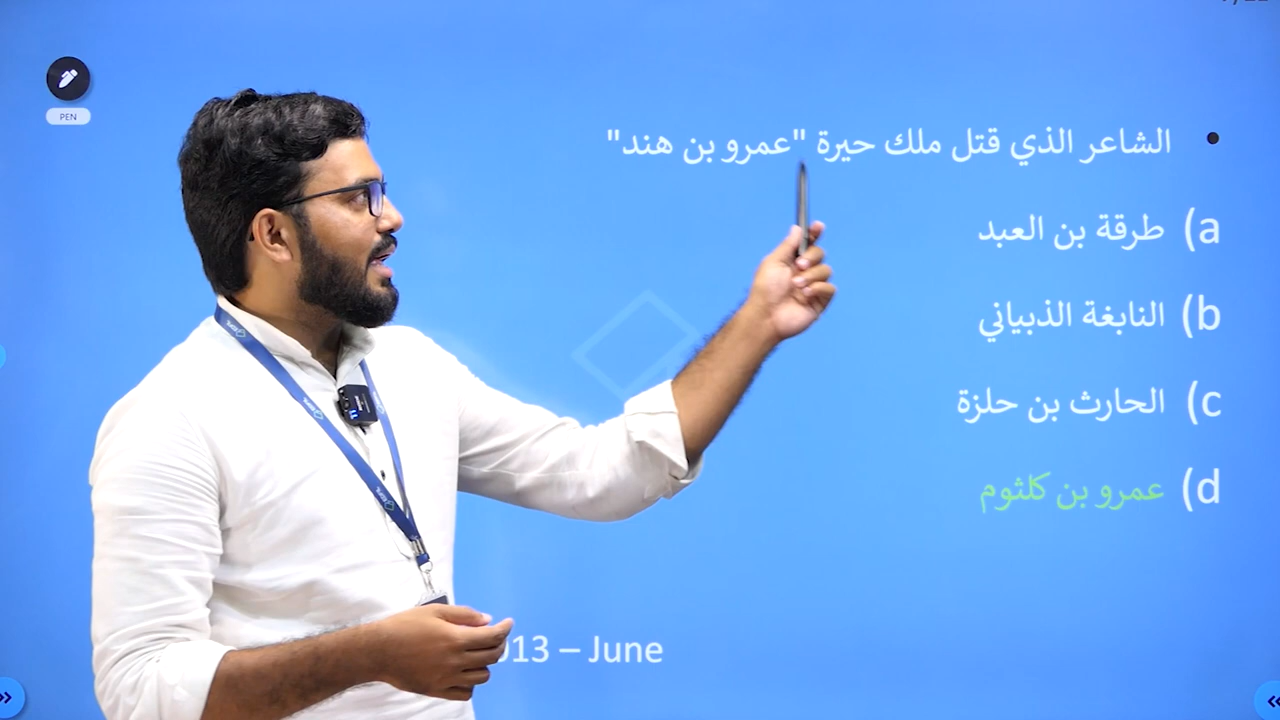 PEN
الشاعر الذي قتل ملك حيرة "عمرو بن هند"
a) طرقة بن العبد
b) النابغة الذبياني
c) الحارث بن حلزة
d) عمرو بن كلثوم
013 – June